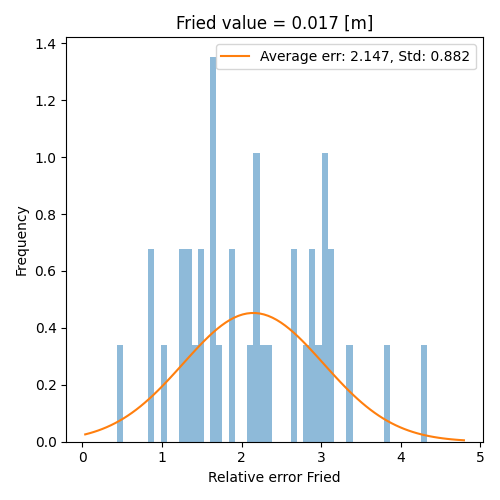 Fried value = 0.017 [m]
Average err: 2.147, Std: 0.882
1.4
1.2
1.0
0.8
0.6
0.4
0.2
0.0
Frequency
0 1 2 3 4 5
Relative error Fried